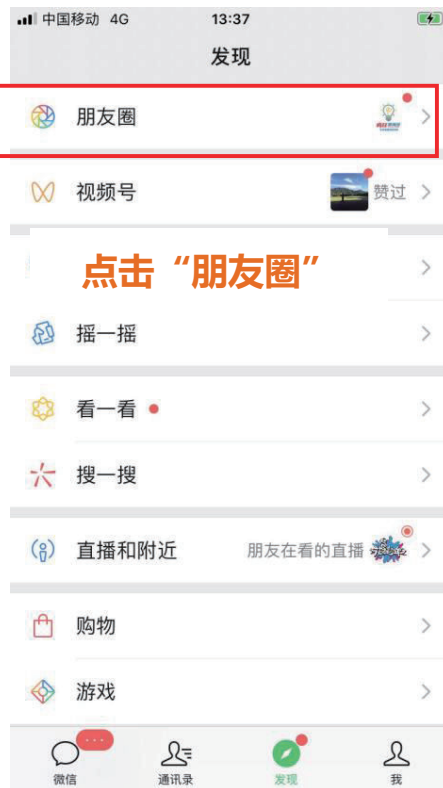 中国移动 4G 13:37
发现
朋友圈
视频号 赞过
点击“朋友圈”
摇一摇
看一看
搜一搜
直播和附近 朋友在看的直播
购物
游戏
微信 通讯录 发现 我